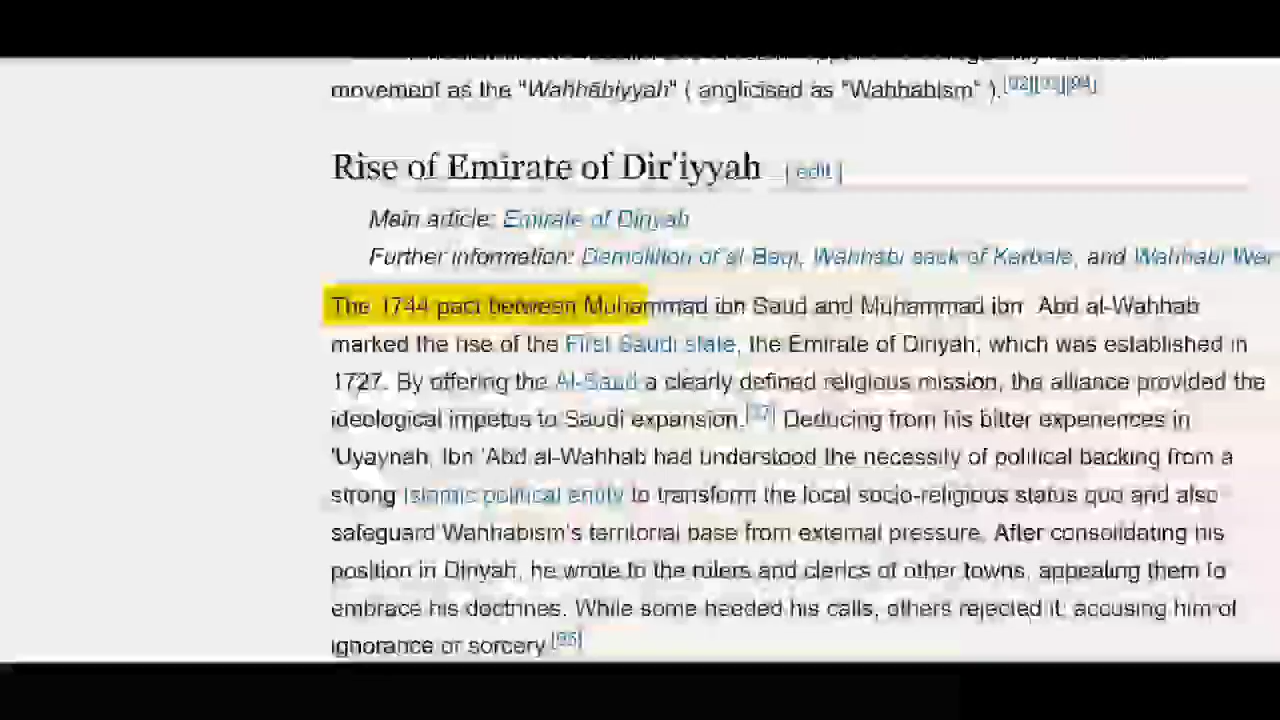 movement as the "Wahhābiyyah" ( anglicised as "Wahhabism" ).[92][93][94]
Rise of Emirate of Dir'iyyah [ edit ]
Main article: Emirate of Diriyah
Further information: Demolition of al-Baqi, Wahhabi sack of Karbala, and Wahhabi War
The 1744 pact between Muhammad ibn Saud and Muhammad ibn 'Abd al-Wahhab
marked the rise of the First Saudi state, the Emirate of Diriyah, which was established in
1727. By offering the Al-Saud a clearly defined religious mission, the alliance provided the
ideological impetus to Saudi expansion. Deducing from his bitter experiences in
'Uyaynah, Ibn 'Abd al-Wahhab had understood the necessity of political backing from a
strong Islamic political entity to transform the local socio-religious status quo and also
safeguard Wahhabism's territorial base from external pressure. After consolidating his
position in Diriyah, he wrote to the rulers and clerics of other towns, appealing them to
embrace his doctrines. While some heeded his calls, others rejected it, accusing him of
ignorance or sorcery.[95]